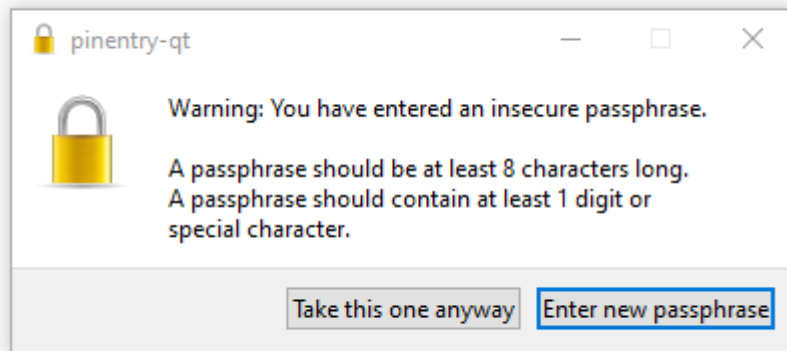 pinentry-qt
Warning: You have entered an insecure passphrase.
A passphrase should be at least 8 characters long.
A passphrase should contain at least 1 digit or
special character.
Take this one anyway
Enter new passphrase